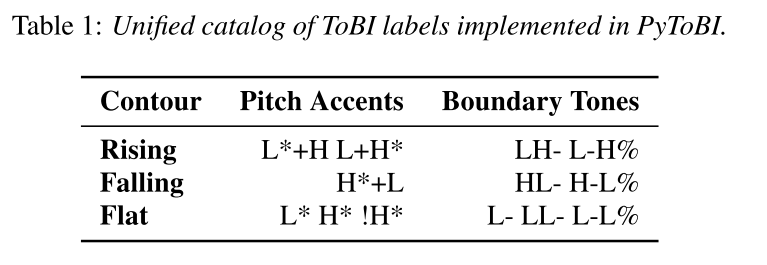 Table 1: Unified catalog of ToBI labels implemented in PyToBI.
Contour Pitch Accents Boundary Tones
Rising L*+H L+H* LH- L-H%
Falling H*+L HL- H-L%
Flat L* H* !H* L- LL- L-L%